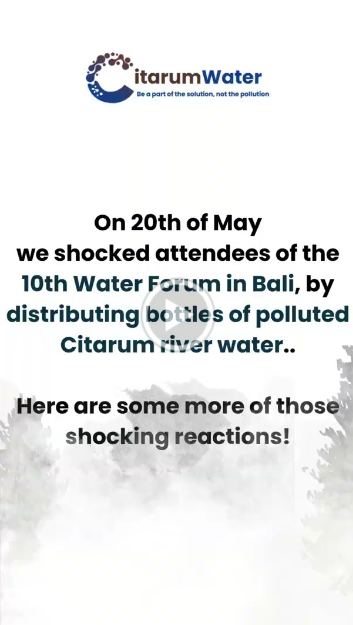 CitarumWater
Be a part of the solution, not the pollution
On 20th of May
we shocked attendees of the
10th Water Forum in Bali, by
distributing bottles of polluted
Citarum river water..
Here are some more of those
shocking reactions!